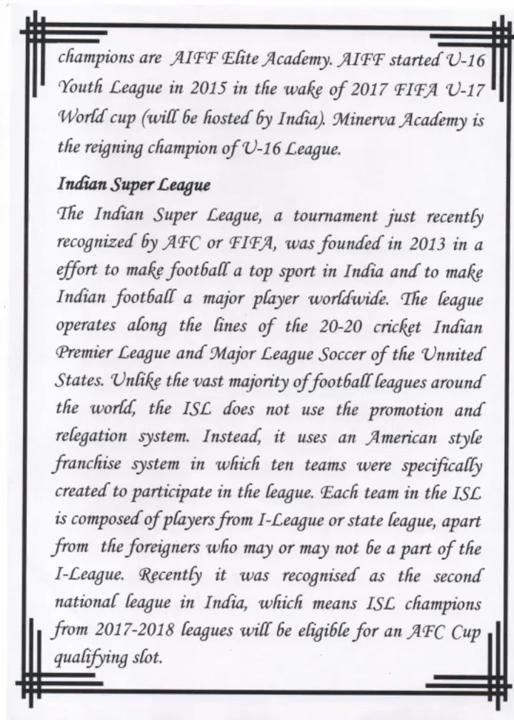 champions are AIFF Elite Academy. AIFF started U-16
Youth League in 2015 in the wake of 2017 FIFA U-17
World cup (will be hosted by India). Minerva Academy is
the reigning champion of U-16 League.
Indian Super League
The Indian Super League, a tournament just recently
recognized by AFC or FIFA, was founded in 2013 in a
effort to make football a top sport in India and to make
Indian football a major player worldwide. The league
operates along the lines of the 20-20 cricket Indian
Premier League and Major League Soccer of the Unnited
States. Unlike the vast majority of football leagues around
the world, the ISL does not use the promotion and
relegation system. Instead, it uses an American style
franchise system in which ten teams were specifically
created to participate in the league. Each team in the ISL
is composed of players from I-League or state league, apart
from the foreigners who may or may not be a part of the
I-League. Recently it was recognised as the second
national league in India, which means ISL champions
from 2017-2018 leagues will be eligible for an AFC Cup
qualifying slot.